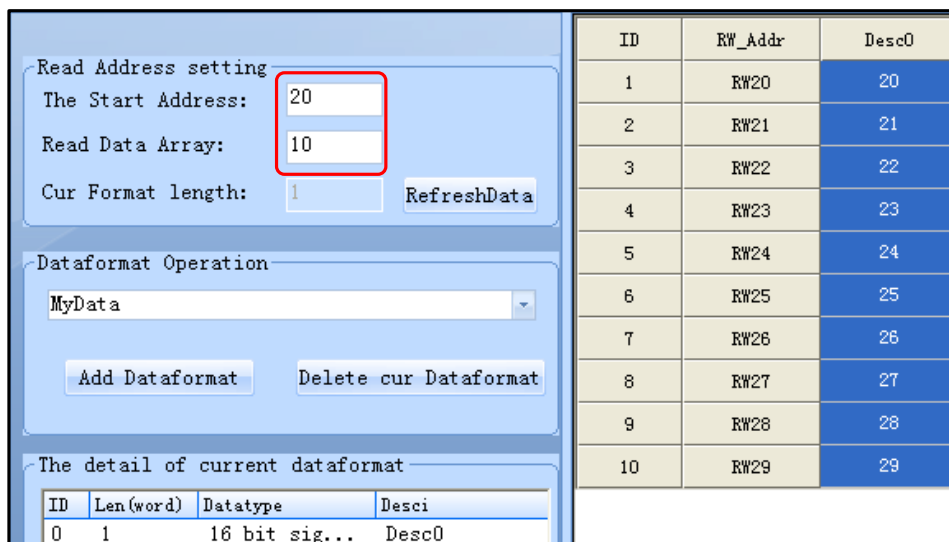 Read Address setting
The Start Address: 20
Read Data Array: 10
Cur Format length: 1 RefreshData
Dataformat Operation
MyData
Add Dataformat Delete cur Dataformat
The detail of current dataformat
ID Len(word) Datatype Desci
0 1 16 bit sig... Desc0
ID RW_Addr Desc0
1 RW20 20
2 RW21 21
3 RW22 22
4 RW23 23
5 RW24 24
6 RW25 25
7 RW26 26
8 RW27 27
9 RW28 28
10 RW29 29